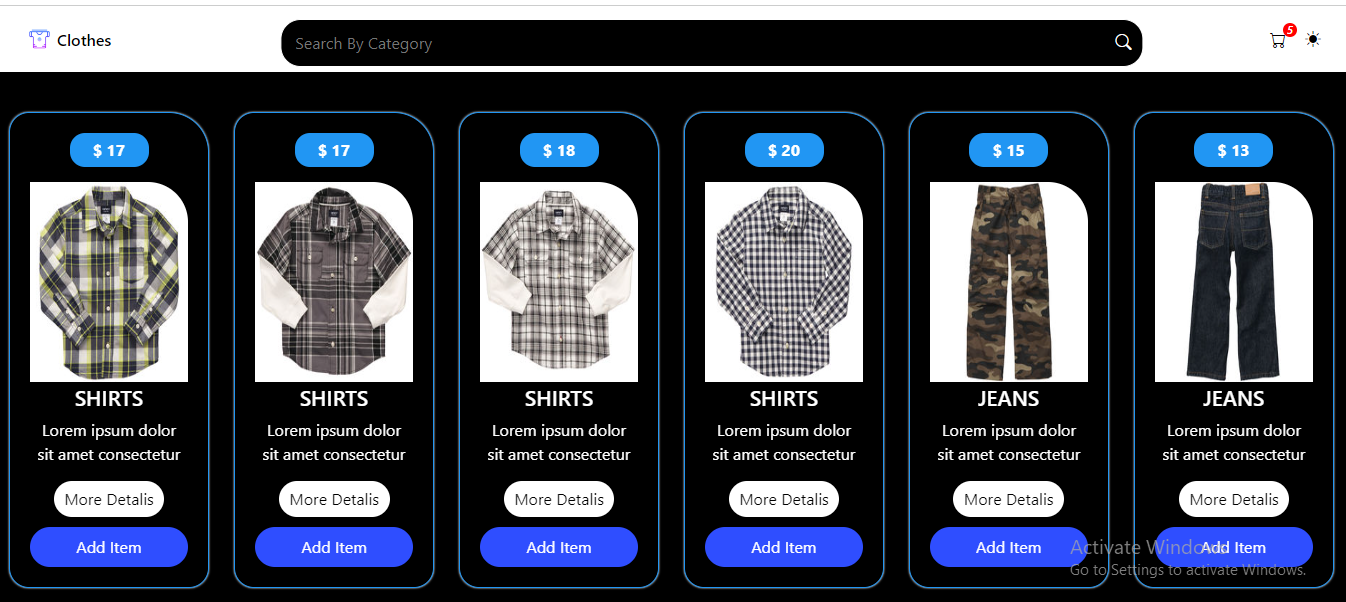 Clothes
Search By Category
5
$ 17
$ 17
$ 18
$ 20
$ 15
$ 13
SHIRTS
SHIRTS
SHIRTS
SHIRTS
JEANS
JEANS
Lorem ipsum dolor
sit amet consectetur
Lorem ipsum dolor
sit amet consectetur
Lorem ipsum dolor
sit amet consectetur
Lorem ipsum dolor
sit amet consectetur
Lorem ipsum dolor
sit amet consectetur
Lorem ipsum dolor
sit amet consectetur
More Detalis
More Detalis
More Detalis
More Detalis
More Detalis
More Detalis
Add Item
Add Item
Add Item
Add Item
Add Item
Add Item
Activate Windows
Go to Settings to activate Windows.